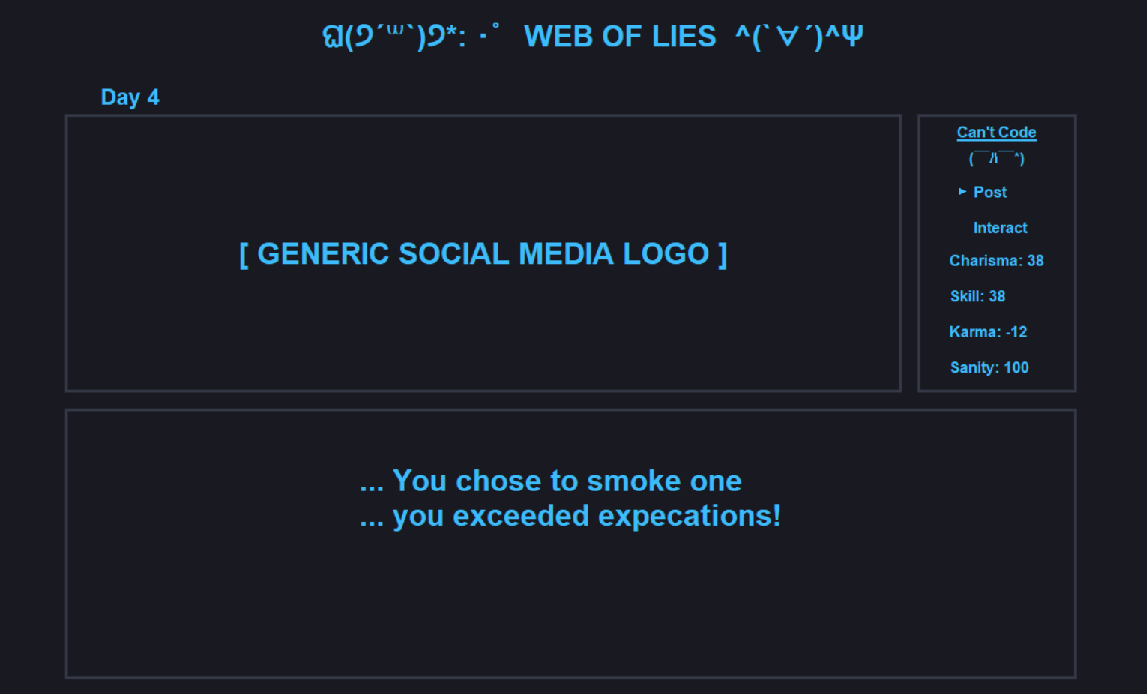 ଘ(੭ˊ꒳ˋ)੭*: ･ﾟ WEB OF LIES ^(`∀´)^Ψ
Day 4
[ GENERIC SOCIAL MEDIA LOGO ]
Can't Code
(￣/ı￣*)
► Post
Interact
Charisma: 38
Skill: 38
Karma: -12
Sanity: 100
... You chose to smoke one
... you exceeded expecations!